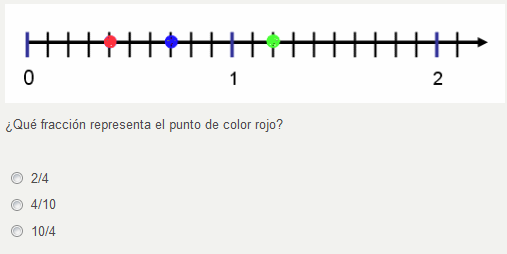 0 1 2
¿Qué fracción representa el punto de color rojo?
2/4
4/10
10/4